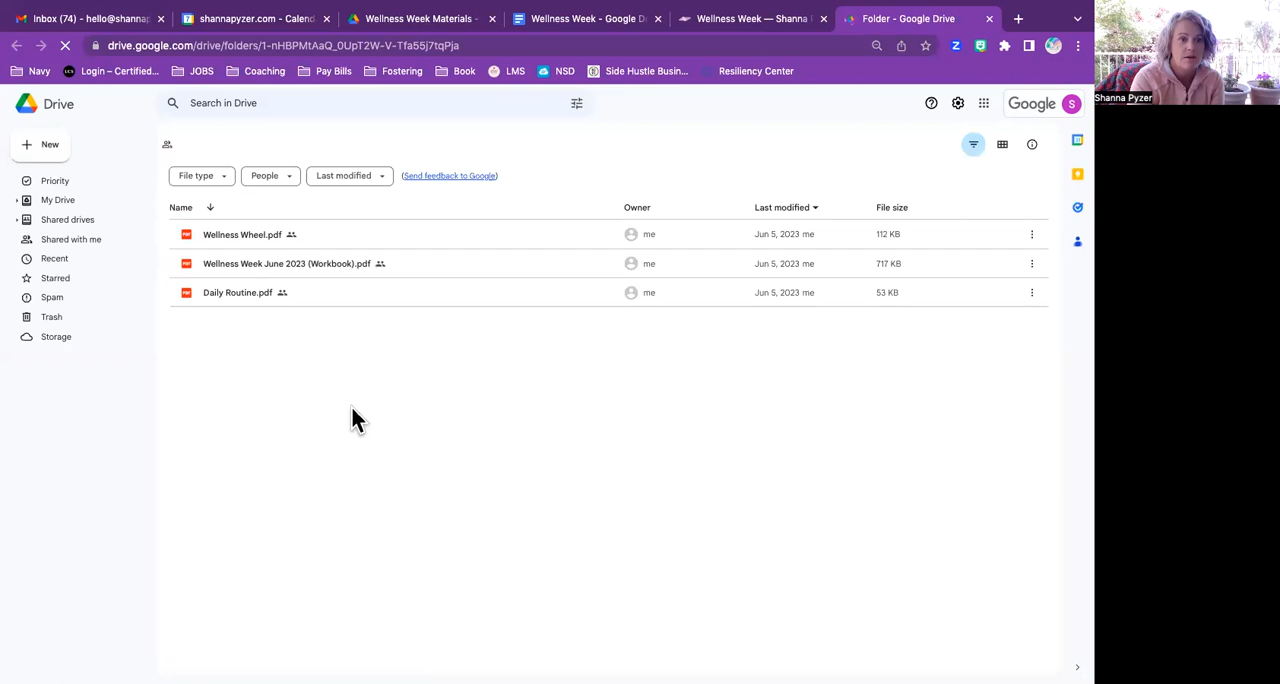 Inbox (74) - hello@shannap
shannapyzer.com - Calend
Wellness Week Materials -
Wellness Week - Google D
Wellness Week — Shanna
Folder - Google Drive
drive.google.com/drive/folders/1-nHBPMtAaQ_0UpT2W-V-Tfa55j7tqPja
Navy
Login – Certified...
JOBS
Coaching
Pay Bills
Fostering
Book
LMS
NSD
Side Hustle Busin...
Resiliency Center
Shanna Pyzer
Drive
Search in Drive
Google S
New
File type
People
Last modified
(Send feedback to Google)
Priority
My Drive
Shared drives
Shared with me
Recent
Starred
Spam
Trash
Storage
Name Owner Last modified File size
Wellness Wheel.pdf me Jun 5, 2023 me 112 KB
Wellness Week June 2023 (Workbook).pdf me Jun 5, 2023 me 717 KB
Daily Routine.pdf me Jun 5, 2023 me 53 KB